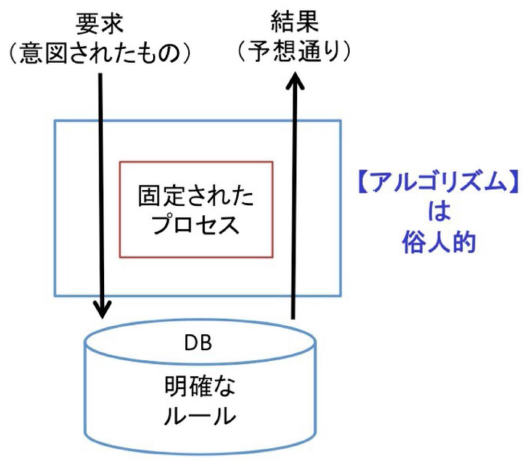 要求
（意図されたもの）
結果
（予想通り）
固定された
プロセス
【アルゴリズム】
は
俗人的
DB
明確な
ルール